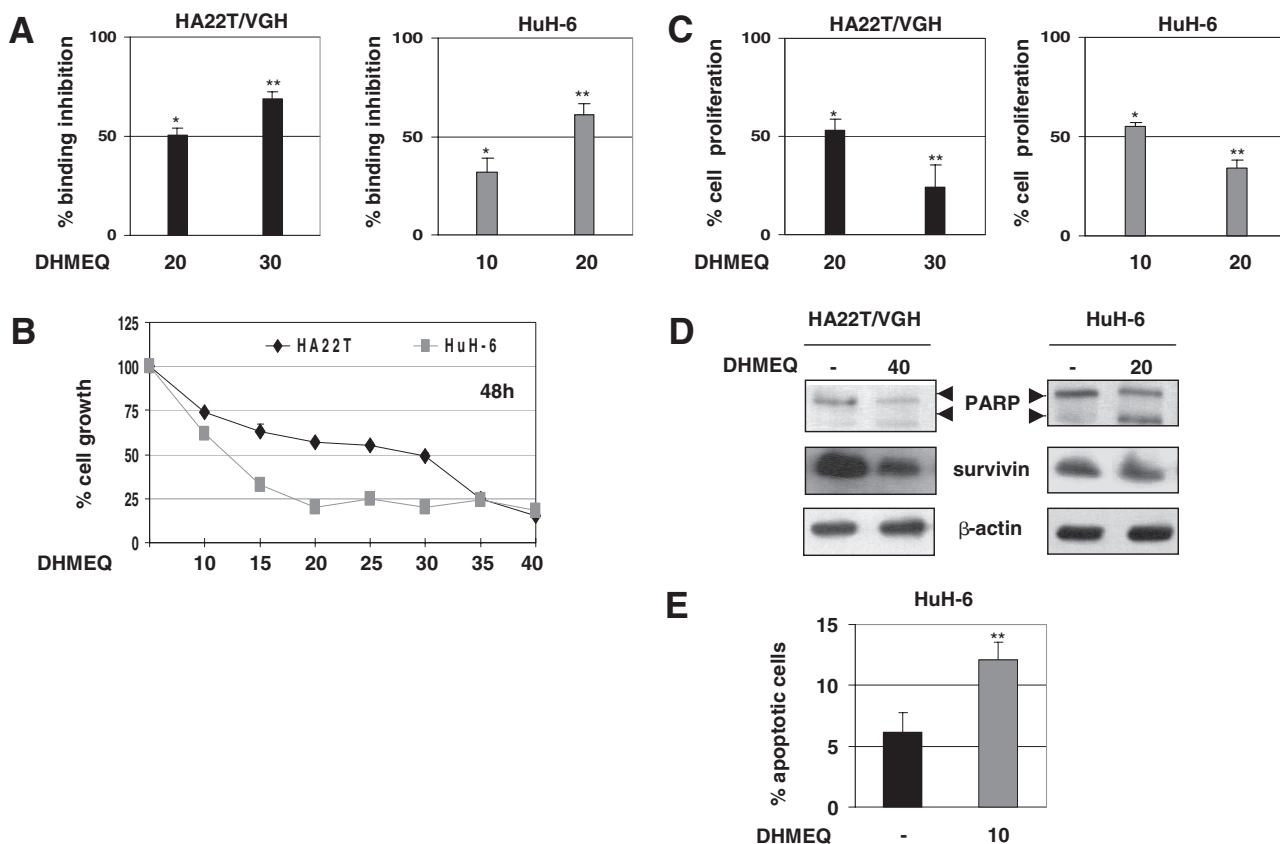 A
HA22T/VGH
% binding inhibition
100
50
0
*
**
DHMEQ 20 30
HuH-6
% binding inhibition
100
50
0
*
**
10 20
B
% cell growth
125
100
75
50
25
0
HA22T HuH-6
48h
DHMEQ 10 15 20 25 30 35 40
C
HA22T/VGH
% cell proliferation
100
50
0
*
**
DHMEQ 20 30
HuH-6
% cell proliferation
100
50
0
*
**
10 20
D
HA22T/VGH HuH-6
DHMEQ - 40 - 20
PARP
survivin
β-actin
E
HuH-6
% apoptotic cells
15
10
5
0
**
DHMEQ - 10